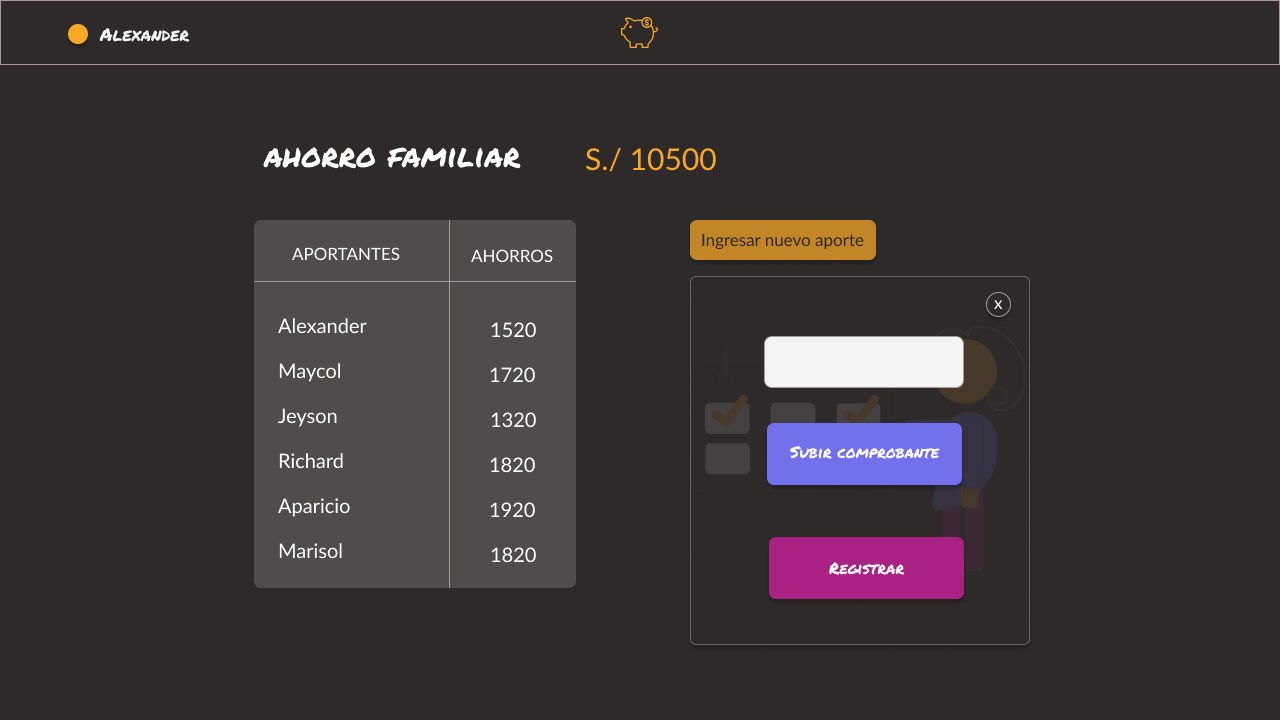 Alexander
$
AHORRO FAMILIAR S./ 10500
APORTANTES AHORROS
Alexander 1520
Maycol 1720
Jeyson 1320
Richard 1820
Aparicio 1920
Marisol 1820
Ingresar nuevo aporte
X
Subir comprobante
Registrar